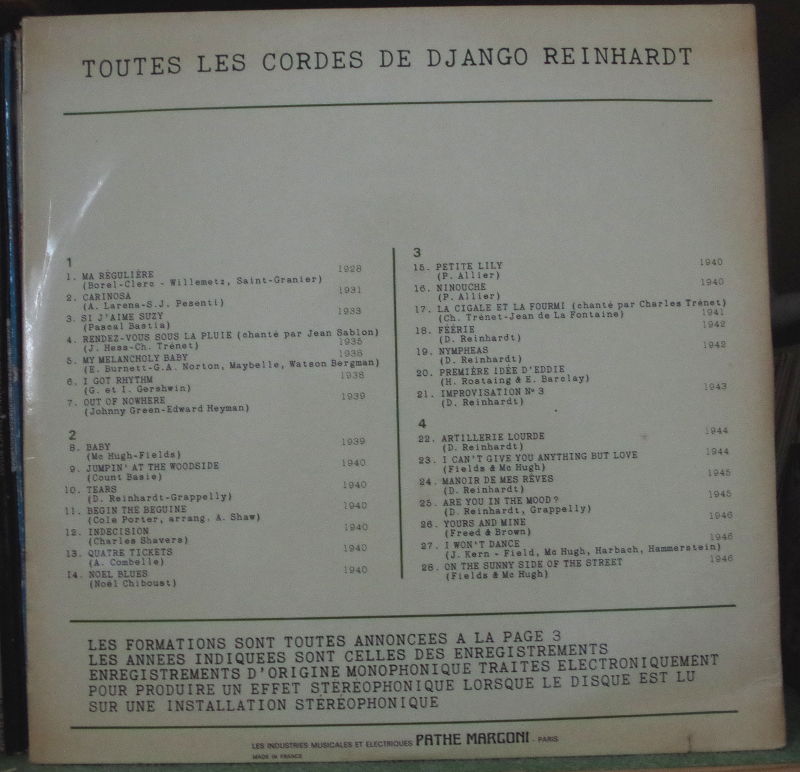 TOUTES LES CORDES DE DJANGO REINHARDT
1
1. MA RÉGULIÈRE 1928
(Borel-Clerc - Willemetz, Saint-Granier)
2. CARINOSA 1931
(A. Larena-S.J. Pesenti)
3. SI J'AIME SUZY 1933
(Pascal Bastia)
4. RENDEZ-VOUS SOUS LA PLUIE (chanté par Jean Sablon)
(J. Hess-Ch. Trénet) 1935
5. MY MELANCHOLY BABY 1938
(E. Burnett-G.A. Norton, Maybelle, Watson Bergman)
6. I GOT RHYTHM 1938
(G. et I. Gershwin)
7. OUT OF NOWHERE 1939
(Johnny Green-Edward Heyman)
2
8. BABY 1939
(Mc Hugh-Fields)
9. JUMPIN' AT THE WOODSIDE 1940
(Count Basie)
10. TEARS 1940
(D. Reinhardt-Grappelly)
11. BEGIN THE BEGUINE 1940
(Cole Porter, arrang. A. Shaw)
12. INDECISION 1940
(Charles Shavers)
13. QUATRE TICKETS 1940
(A. Combelle)
14. NOEL BLUES 1940
(Noël Chiboust)
3
15. PETITE LILY 1940
(P. Allier)
16. NINOUCHE 1940
(P. Allier)
17. LA CIGALE ET LA FOURMI (chanté par Charles Trénet)
(Ch. Trénet-Jean de La Fontaine) 1941
18. FÉÉRIE 1942
(D. Reinhardt)
19. NYMPHEAS 1942
(D. Reinhardt)
20. PREMIÈRE IDÉE D'EDDIE
(H. Rostaing & E. Barclay)
21. IMPROVISATION N° 3 1943
(D. Reinhardt)
4
22. ARTILLERIE LOURDE 1944
(D. Reinhardt)
23. I CAN'T GIVE YOU ANYTHING BUT LOVE 1944
(Fields & Mc Hugh)
24. MANOIR DE MES RÊVES 1945
(D. Reinhardt)
25. ARE YOU IN THE MOOD? 1945
(D. Reinhardt, Grappelly)
26. YOURS AND MINE 1946
(Freed & Brown)
27. I WON'T DANCE 1946
(J. Kern - Field, Mc Hugh, Harbach, Hammerstein)
28. ON THE SUNNY SIDE OF THE STREET 1946
(Fields & Mc Hugh)
LES FORMATIONS SONT TOUTES ANNONCEES A LA PAGE 3
LES ANNEES INDIQUEES SONT CELLES DES ENREGISTREMENTS
ENREGISTREMENTS D'ORIGINE MONOPHONIQUE TRAITES ELECTRONIQUEMENT
POUR PRODUIRE UN EFFET STÉRÉOPHONIQUE LORSQUE LE DISQUE EST LU
SUR UNE INSTALLATION STÉRÉOPHONIQUE
LES INDUSTRIES MUSICALES ET ELECTRIQUES PATHE MARCONI - PARIS
MADE IN FRANCE